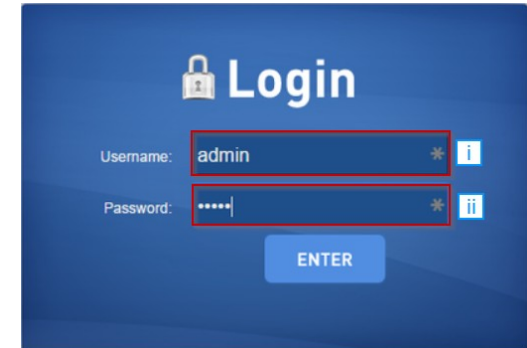 Login
Username: admin * i
Password: •••••| * ii
ENTER